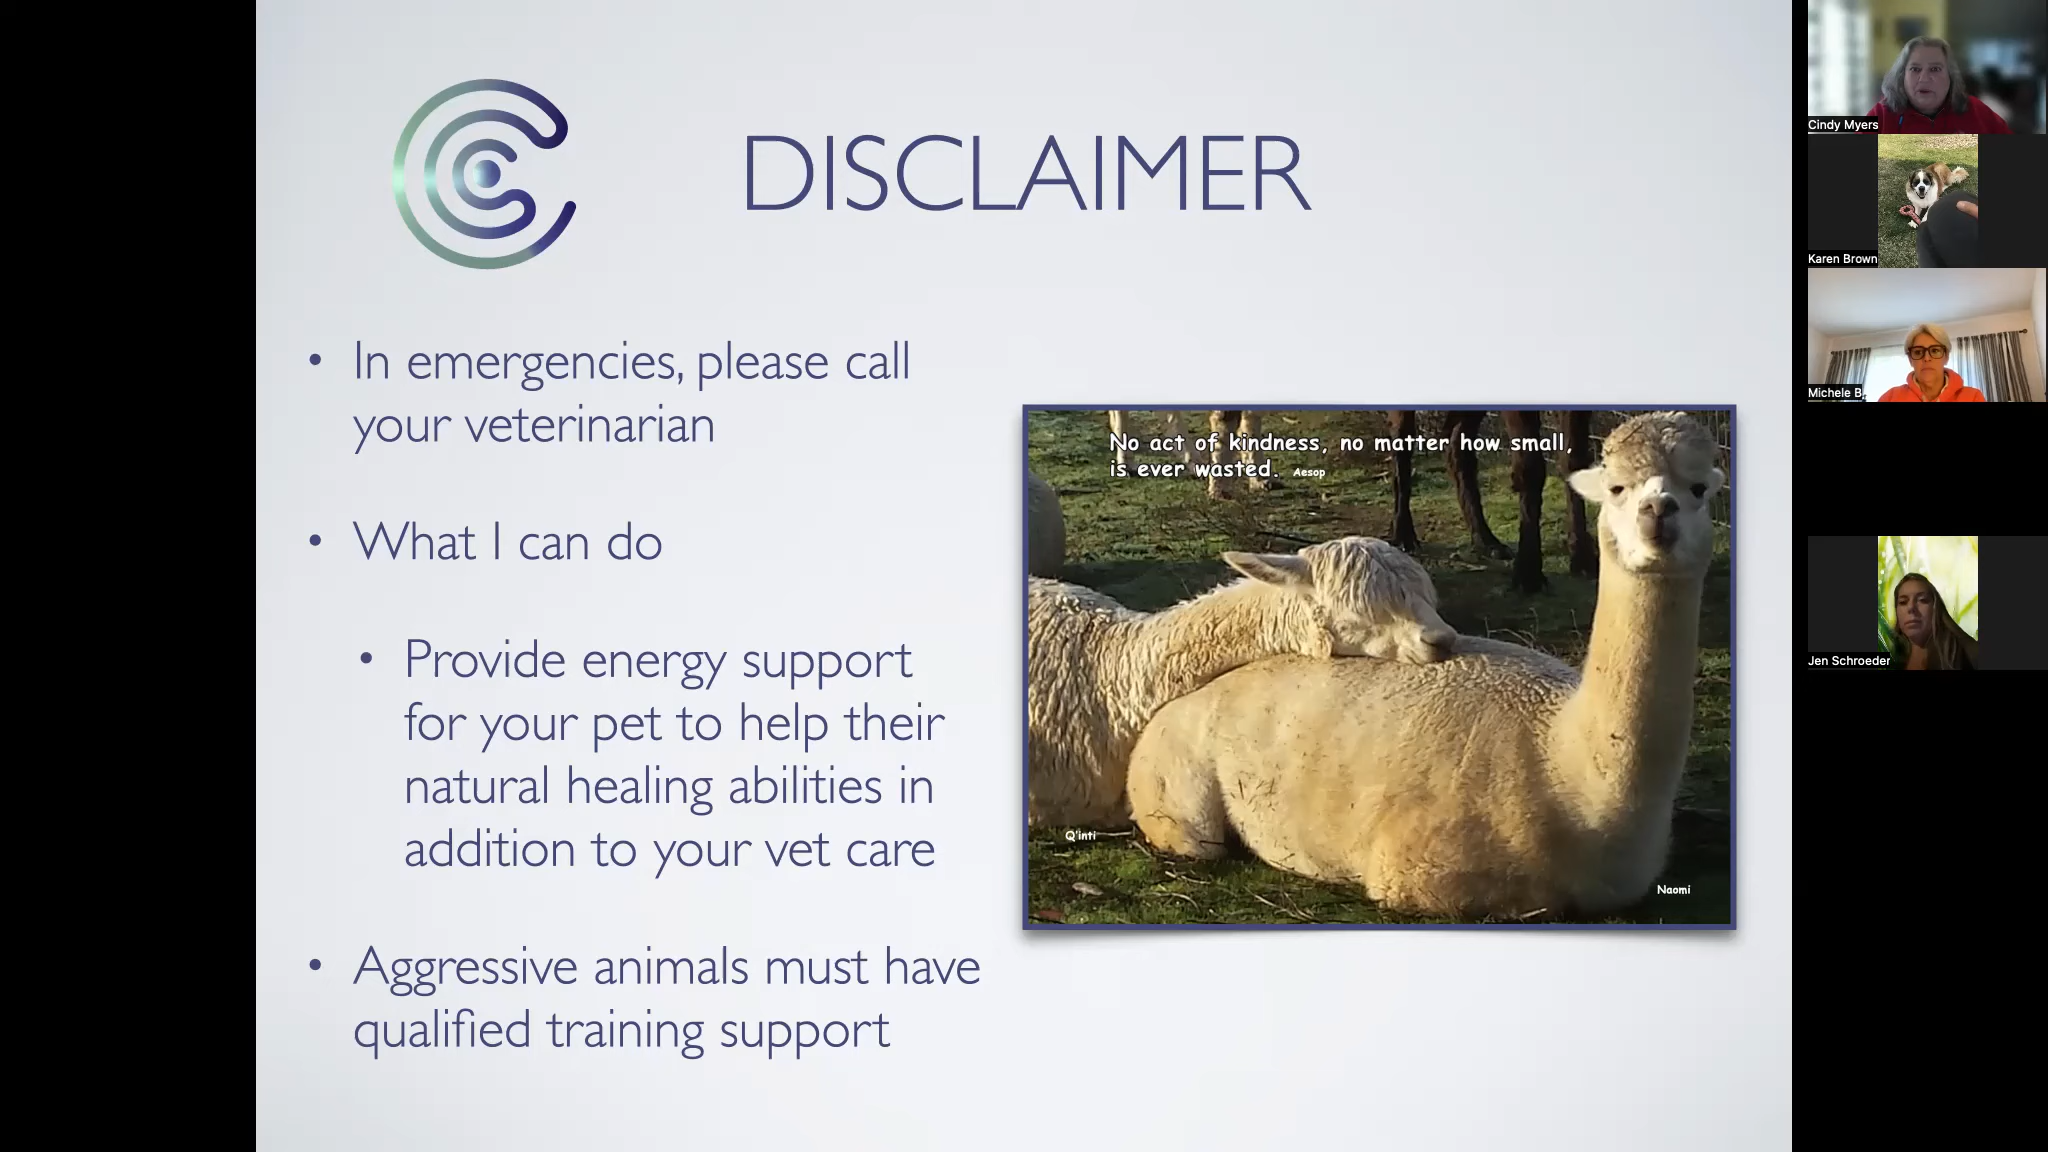 DISCLAIMER
• In emergencies, please call
your veterinarian
• What I can do
• Provide energy support
for your pet to help their
natural healing abilities in
addition to your vet care
• Aggressive animals must have
qualified training support
No act of kindness, no matter how small,
is ever wasted. Aesop
Q'inti
Naomi
Cindy Myers
Karen Brown
Michele B.
Jen Schroeder